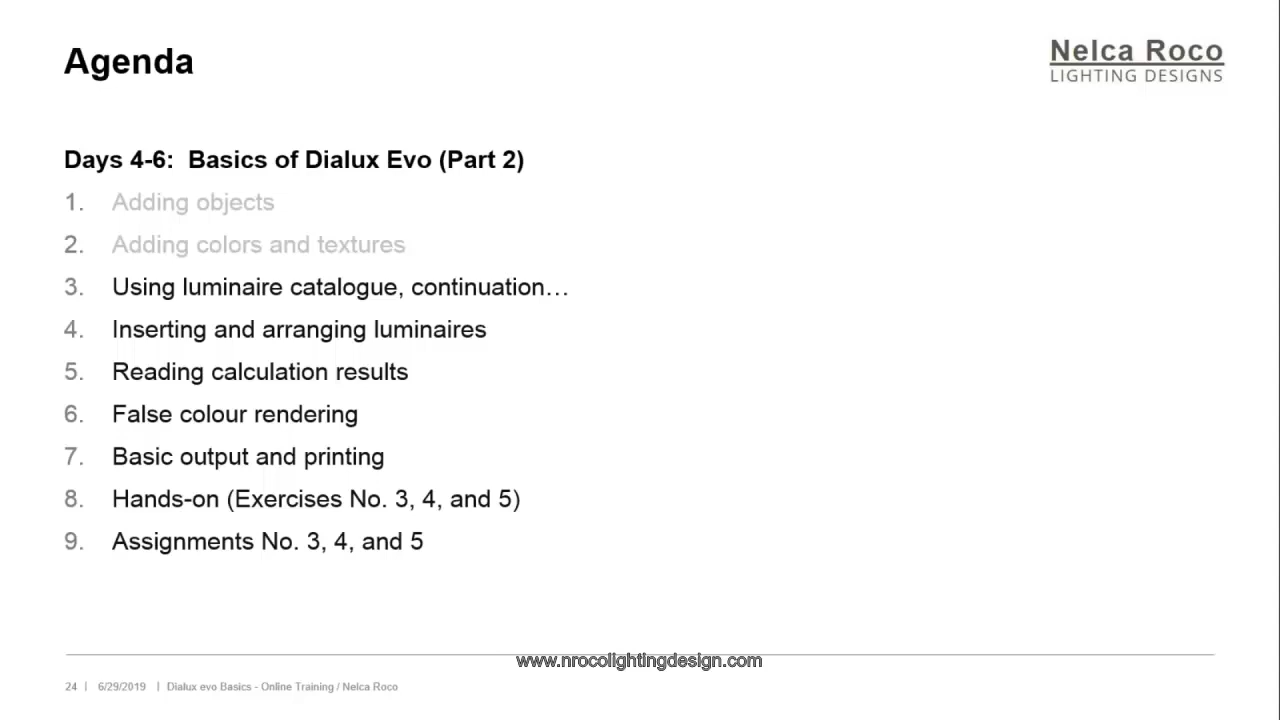 Agenda
Nelca Roco
LIGHTING DESIGNS
Days 4-6:  Basics of Dialux Evo (Part 2)
1. Adding objects
2. Adding colors and textures
3. Using luminaire catalogue, continuation…
4. Inserting and arranging luminaires
5. Reading calculation results
6. False colour rendering
7. Basic output and printing
8. Hands-on (Exercises No. 3, 4, and 5)
9. Assignments No. 3, 4, and 5
www.nrocolightingdesign.com
24 | 6/29/2019 | Dialux evo Basics - Online Training / Nelca Roco